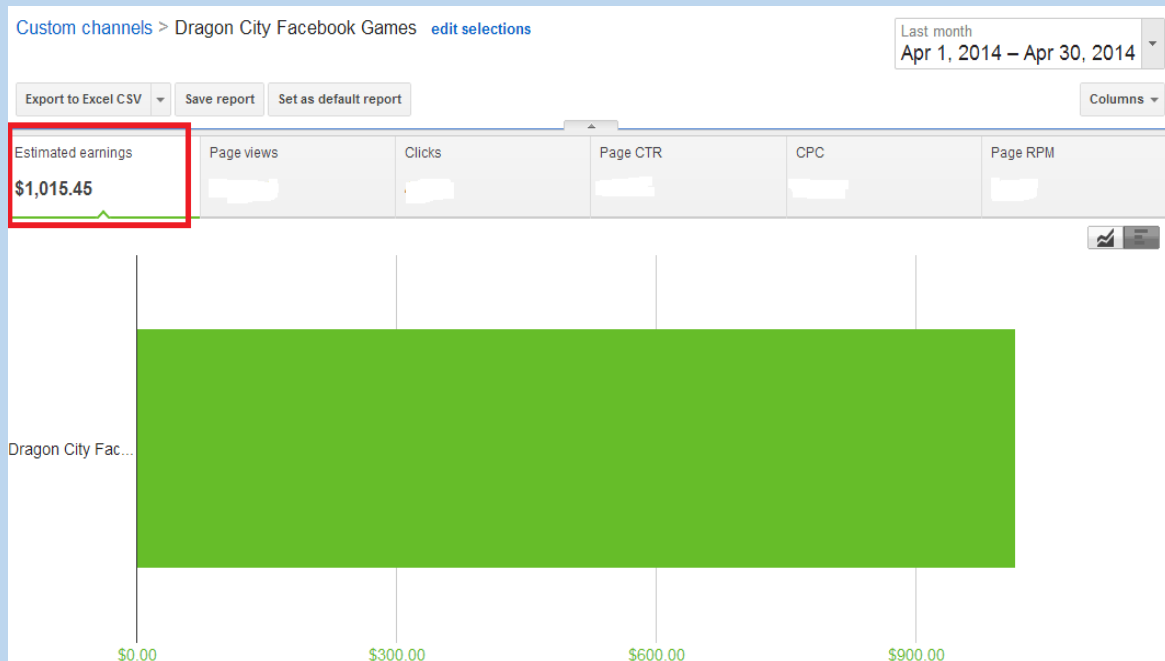 Custom channels > Dragon City Facebook Games edit selections
Last month
Apr 1, 2014 – Apr 30, 2014
Export to Excel CSV Save report Set as default report Columns
Estimated earnings Page views Clicks Page CTR CPC Page RPM
$1,015.45
Dragon City Fac...
$0.00 $300.00 $600.00 $900.00